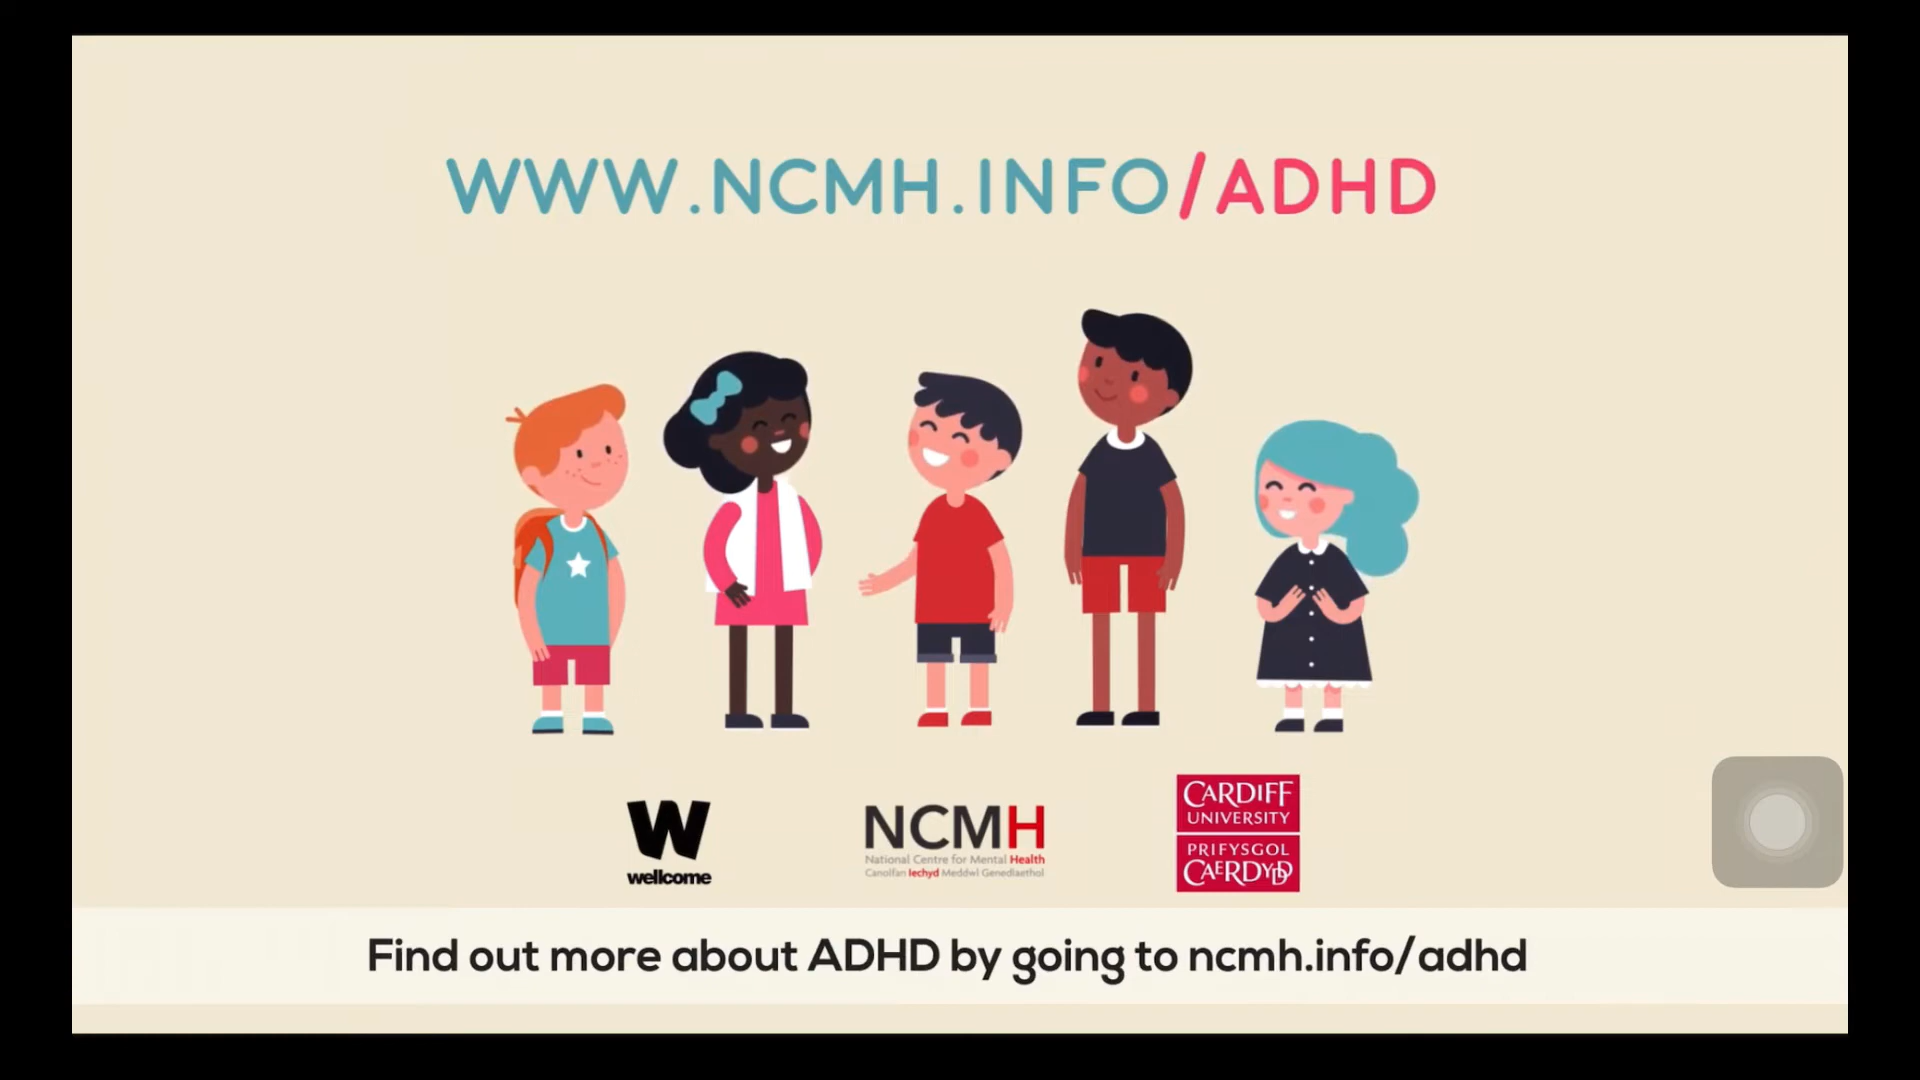 WWW.NCMH.INFO/ADHD
W
wellcome
NCMH
National Centre for Mental Health
Canolfan Iechyd Meddwl Genedlaethol
CARDIFF
UNIVERSITY
PRIFYSGOL
CAERDYDD
Find out more about ADHD by going to ncmh.info/adhd